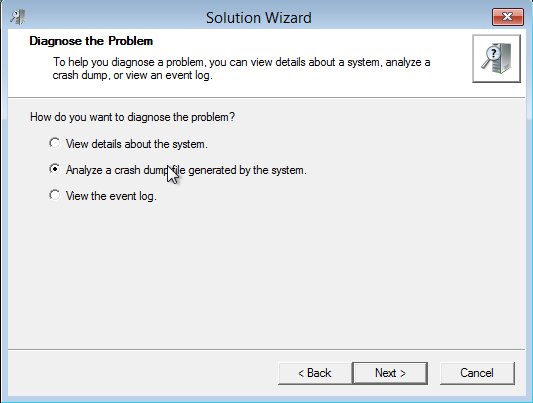 Solution Wizard
Diagnose the Problem
To help you diagnose a problem, you can view details about a system, analyze a
crash dump, or view an event log.
How do you want to diagnose the problem?
View details about the system.
Analyze a crash dump file generated by the system.
View the event log.
< Back
Next >
Cancel